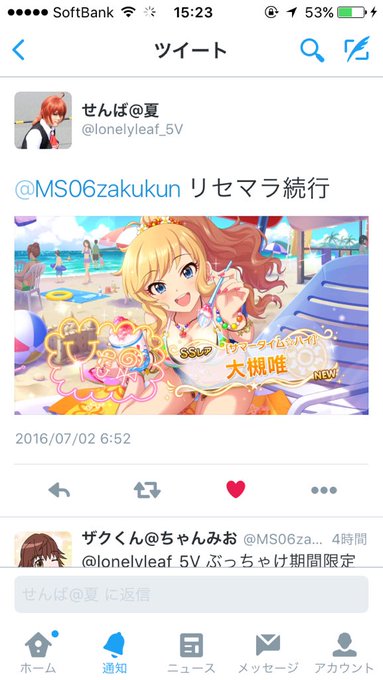 SoftBank 15:23 53%
ツイート
せんば@夏
@lonelyleaf_5V
@MS06zakukun リセマラ続行
SSレア [サマータイム☆ハイ]
大槻唯
NEW
2016/07/02 6:52
ザクくん@ちゃんみお @MS06za... 4時間
@lonelyleaf_5V ぶっちゃけ期間限定
せんば@夏 に返信
ホーム 通知 ニュース メッセージ アカウント